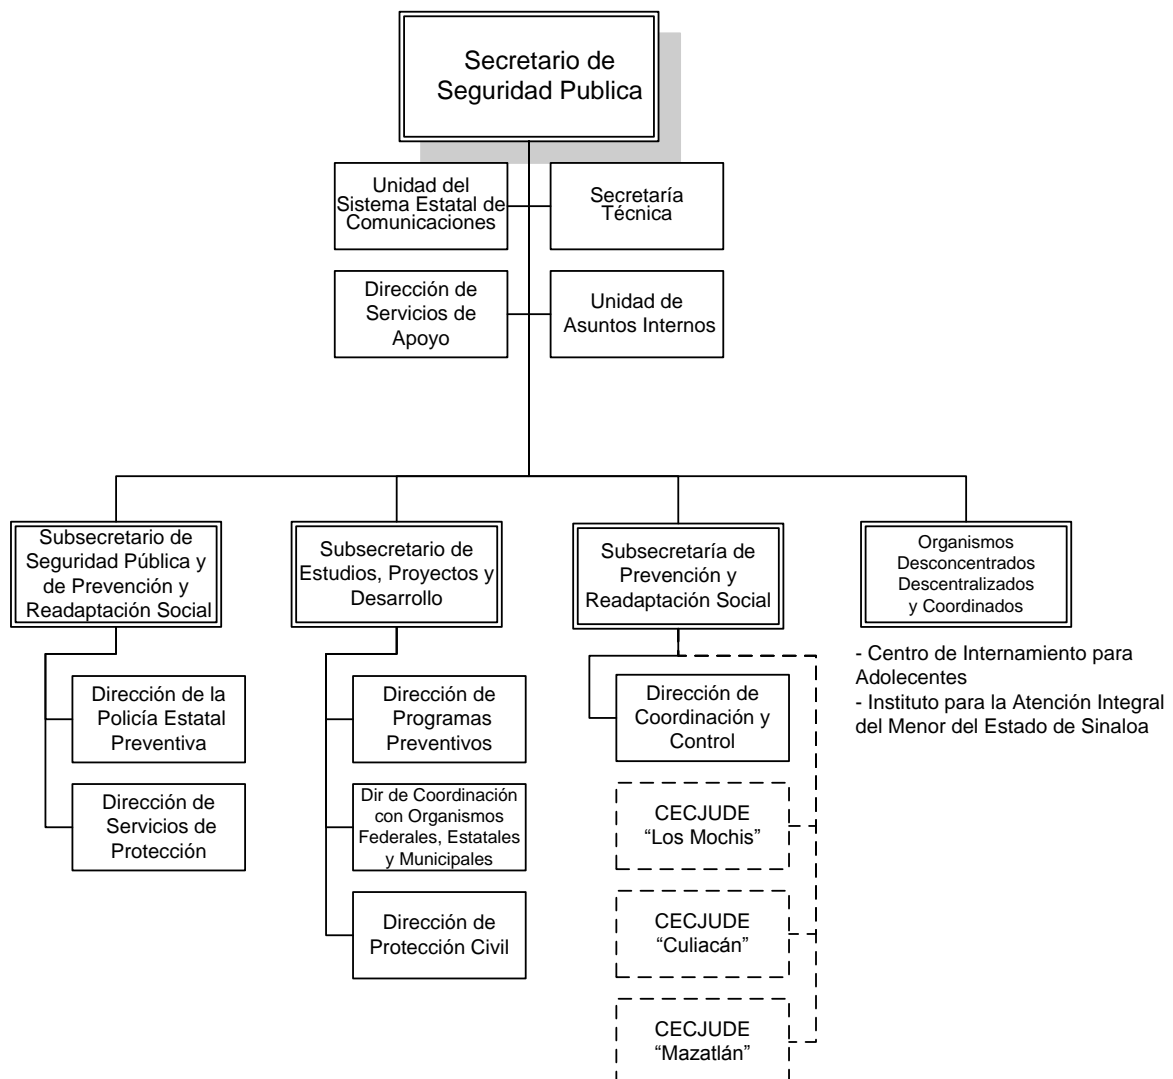 Secretario de
Seguridad Publica
Unidad del
Sistema Estatal de
Comunicaciones
Secretaría
Técnica
Dirección de
Servicios de
Apoyo
Unidad de
Asuntos Internos
Subsecretario de
Seguridad Pública y
de Prevención y
Readaptación Social
Subsecretario de
Estudios, Proyectos y
Desarrollo
Subsecretaría de
Prevención y
Readaptación Social
Organismos
Desconcentrados
Descentralizados
y Coordinados
- Centro de Internamiento para
Adolecentes
- Instituto para la Atención Integral
del Menor del Estado de Sinaloa
Dirección de la
Policía Estatal
Preventiva
Dirección de
Servicios de
Protección
Dirección de
Programas
Preventivos
Dir de Coordinación
con Organismos
Federales, Estatales
y Municipales
Dirección de
Protección Civil
Dirección de
Coordinación y
Control
CECJUDE
“Los Mochis”
CECJUDE
“Culiacán”
CECJUDE
“Mazatlán”